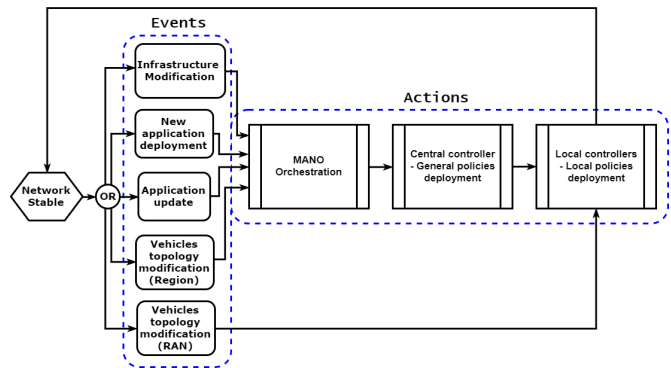 Events
Infrastructure
Modification
Actions
New
application
deployment
MANO
Orchestration
Central controller
- General policies
deployment
Local controllers
- Local policies
deployment
Network
Stable
OR
Application
update
Vehicles
topology
modification
(Region)
Vehicles
topology
modification
(RAN)